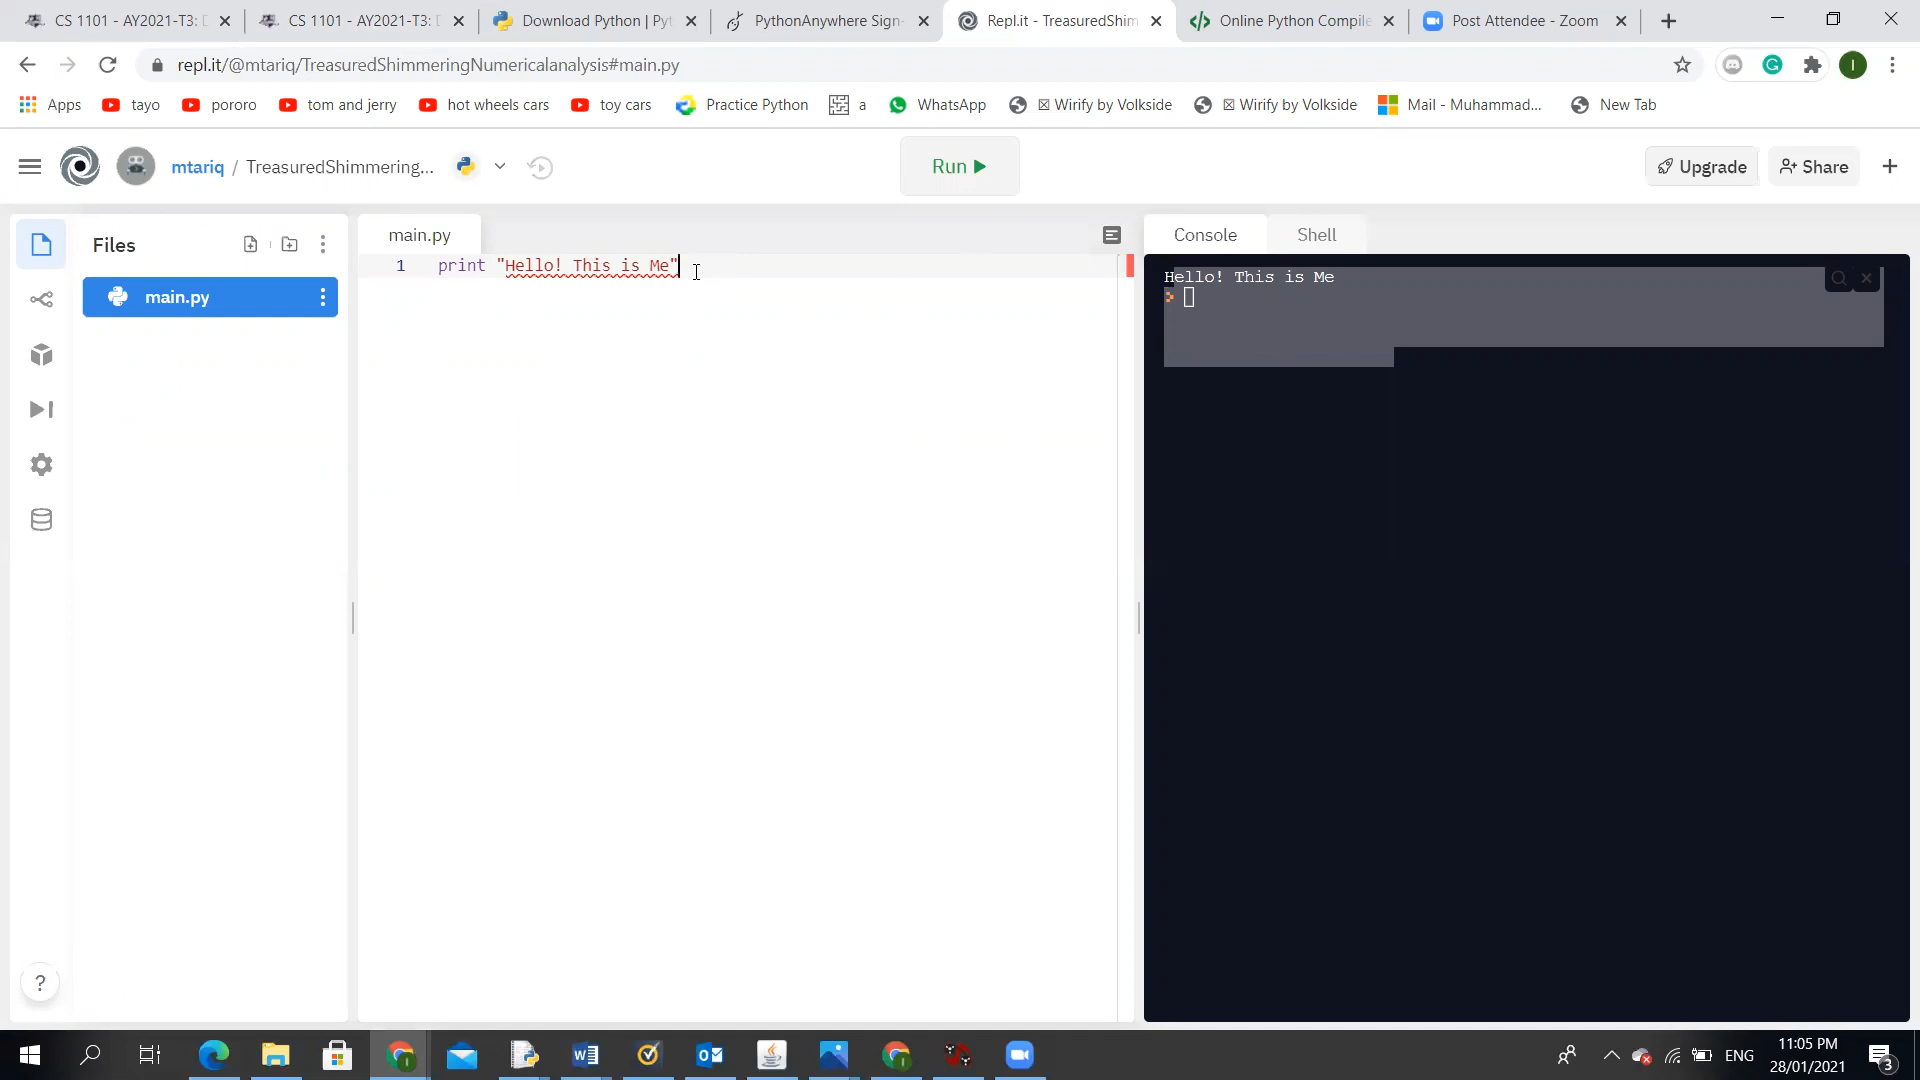 CS 1101 - AY2021-T3: D
CS 1101 - AY2021-T3: D
Download Python | Pyt
PythonAnywhere Sign-
Repl.it - TreasuredShim
Online Python Compile
Post Attendee - Zoom
repl.it/@mtariq/TreasuredShimmeringNumericalanalysis#main.py
I
Apps
tayo
pororo
tom and jerry
hot wheels cars
toy cars
Practice Python
a
WhatsApp
☒ Wirify by Volkside
☒ Wirify by Volkside
Mail - Muhammad...
New Tab
mtariq / TreasuredShimmering...
Run
Upgrade
Share
Files
main.py
Console
Shell
1 print "Hello! This is Me"
Hello! This is Me
main.py
>
?
ENG
11:05 PM
28/01/2021
3